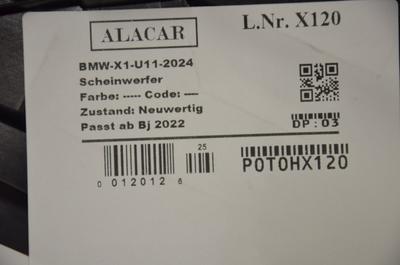 ALACAR
L.Nr. X120
BMW-X1-U11-2024
Scheinwerfer
Farbe: ----- Code: ----
Zustand: Neuwertig
Passt ab Bj 2022
DP:03
25
0 012012 6
P0T0HX120